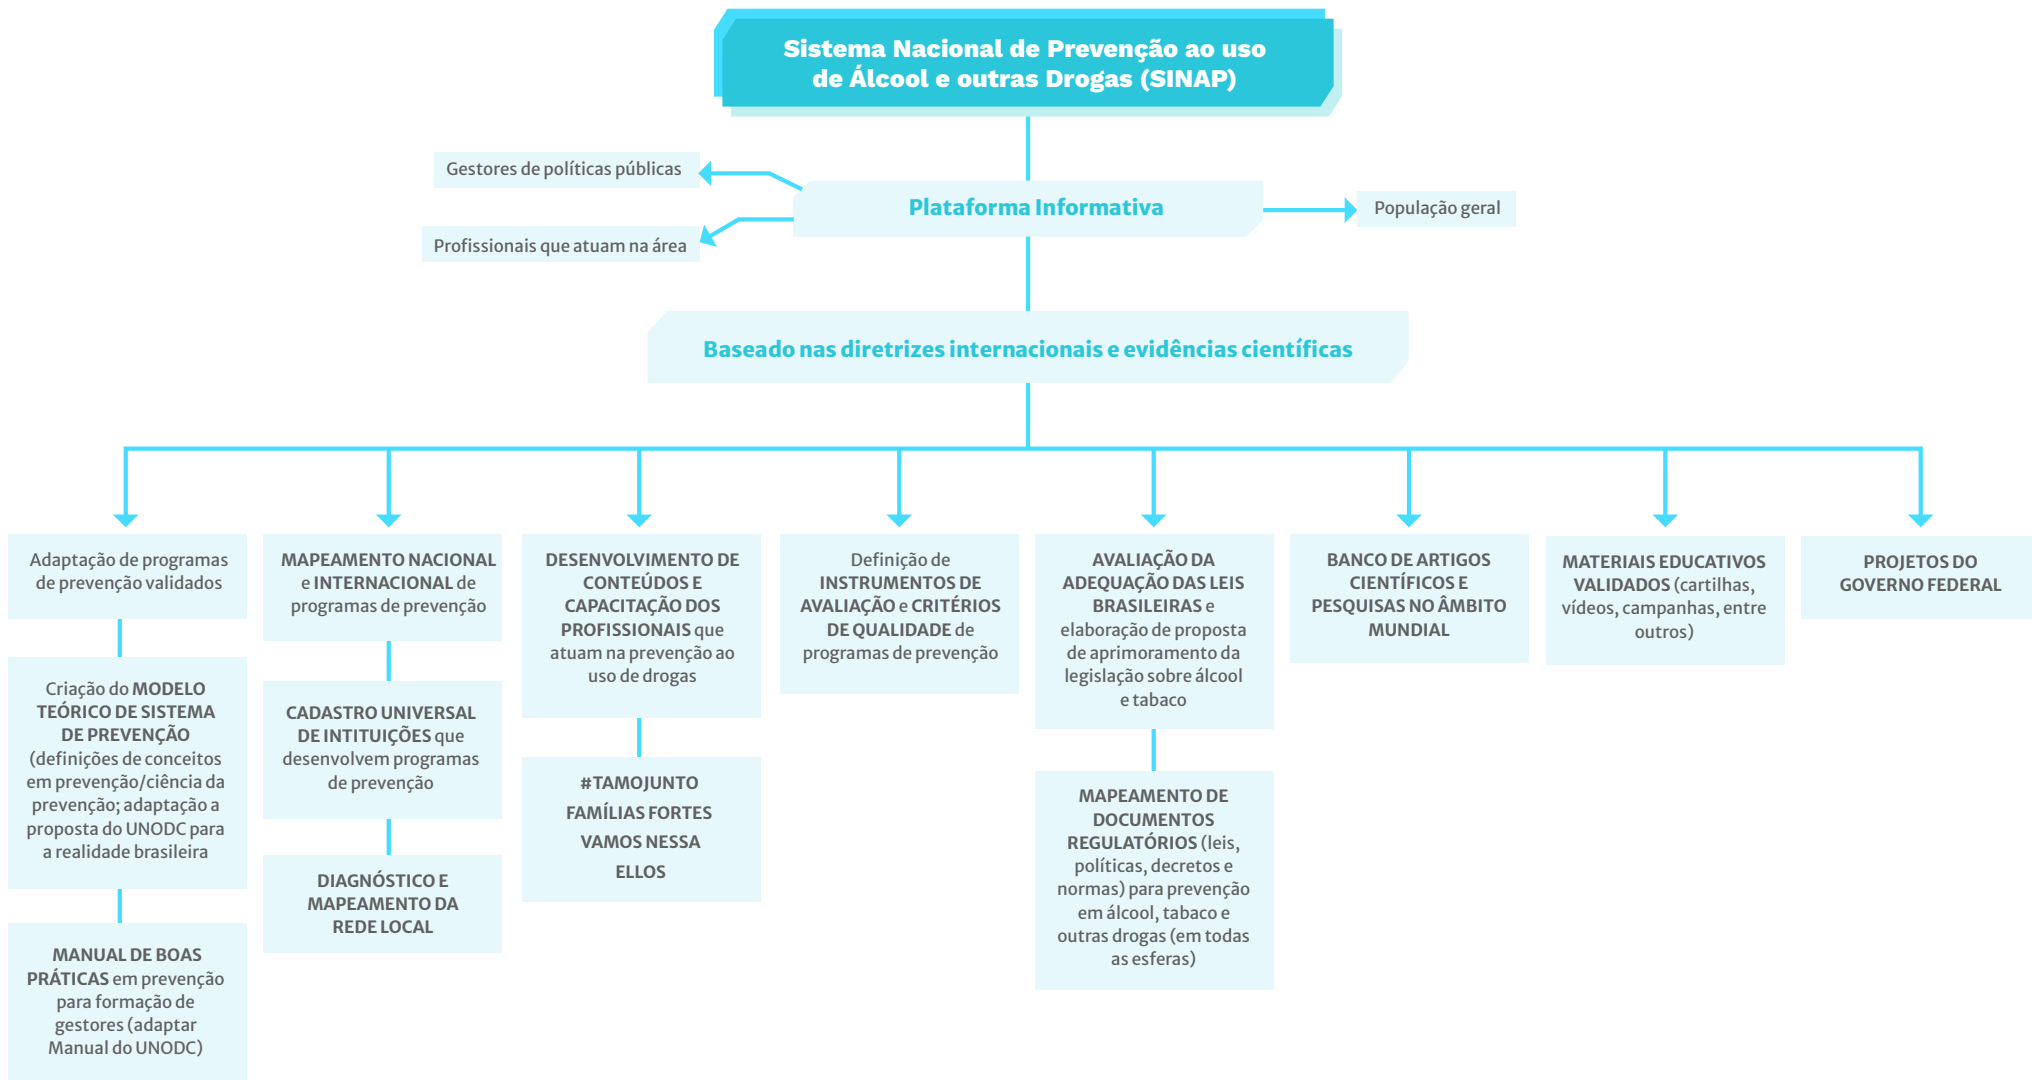 Sistema Nacional de Prevenção ao uso
de Álcool e outras Drogas (SINAP)
Gestores de políticas públicas
Plataforma Informativa
População geral
Profissionais que atuam na área
Baseado nas diretrizes internacionais e evidências científicas
Adaptação de programas
de prevenção validados
Criação do MODELO
TEÓRICO DE SISTEMA
DE PREVENÇÃO
(definições de conceitos
em prevenção/ciência da
prevenção; adaptação a
proposta do UNODC para
a realidade brasileira
MANUAL DE BOAS
PRÁTICAS em prevenção
para formação de
gestores (adaptar
Manual do UNODC)
MAPEAMENTO NACIONAL
e INTERNACIONAL de
programas de prevenção
CADASTRO UNIVERSAL
DE INTITUIÇÕES que
desenvolvem programas
de prevenção
DIAGNÓSTICO E
MAPEAMENTO DA
REDE LOCAL
DESENVOLVIMENTO DE
CONTEÚDOS E
CAPACITAÇÃO DOS
PROFISSIONAIS que
atuam na prevenção ao
uso de drogas
#TAMOJUNTO
FAMÍLIAS FORTES
VAMOS NESSA
ELLOS
Definição de
INSTRUMENTOS DE
AVALIAÇÃO e CRITÉRIOS
DE QUALIDADE de
programas de prevenção
AVALIAÇÃO DA
ADEQUAÇÃO DAS LEIS
BRASILEIRAS e
elaboração de proposta
de aprimoramento da
legislação sobre álcool
e tabaco
MAPEAMENTO DE
DOCUMENTOS
REGULATÓRIOS (leis,
políticas, decretos e
normas) para prevenção
em álcool, tabaco e
outras drogas (em todas
as esferas)
BANCO DE ARTIGOS
CIENTÍFICOS E
PESQUISAS NO ÂMBITO
MUNDIAL
MATERIAIS EDUCATIVOS
VALIDADOS (cartilhas,
vídeos, campanhas, entre
outros)
PROJETOS DO
GOVERNO FEDERAL